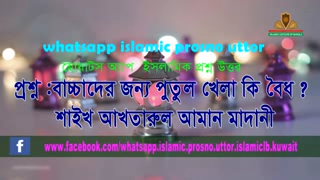 whatsapp islamic prosno uttor
হোয়াটস অ্যাপ ইসলামিক প্রশ্ন উত্তর
প্রশ্ন :বাচ্চাদের জন্য পুতুল খেলা কি বৈধ ?
শাইখ আখতারুল আমান মাদানী
f www.facebook.com/whatsapp.islamic.prosno.uttor.islamiclb.kuwait